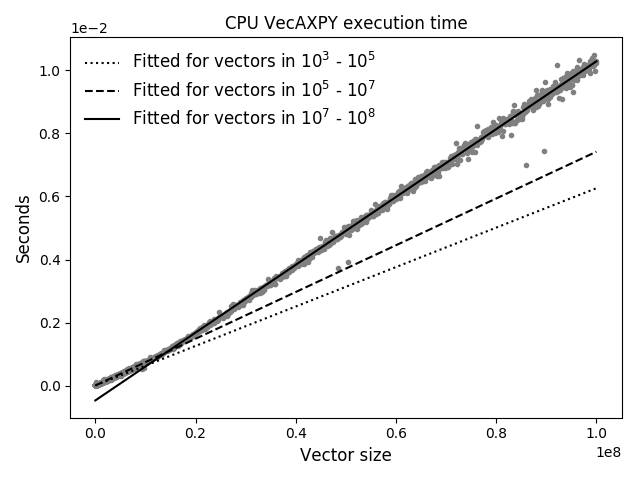 CPU VecAXPY execution time
1e−2
Fitted for vectors in 10³ - 10⁵
Fitted for vectors in 10⁵ - 10⁷
Fitted for vectors in 10⁷ - 10⁸
Seconds
1.0
0.8
0.6
0.4
0.2
0.0
0.0 0.2 0.4 0.6 0.8 1.0
1e8
Vector size